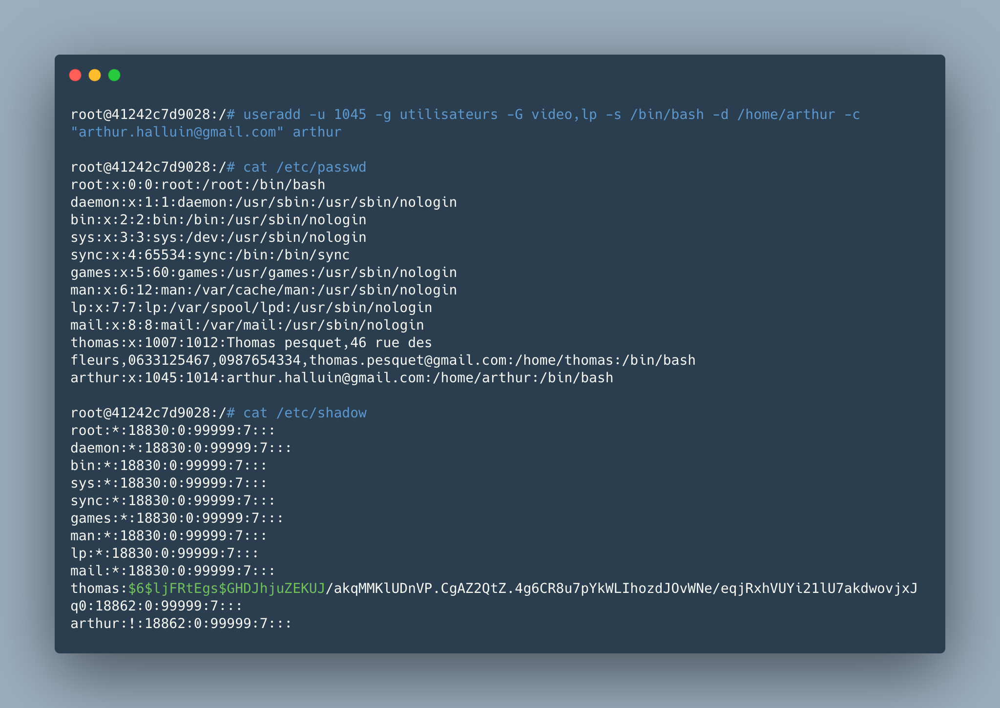 root@41242c7d9028:/# useradd -u 1045 -g utilisateurs -G video,lp -s /bin/bash -d /home/arthur -c
"arthur.halluin@gmail.com" arthur
root@41242c7d9028:/# cat /etc/passwd
root:x:0:0:root:/root:/bin/bash
daemon:x:1:1:daemon:/usr/sbin:/usr/sbin/nologin
bin:x:2:2:bin:/bin:/usr/sbin/nologin
sys:x:3:3:sys:/dev:/usr/sbin/nologin
sync:x:4:65534:sync:/bin:/bin/sync
games:x:5:60:games:/usr/games:/usr/sbin/nologin
man:x:6:12:man:/var/cache/man:/usr/sbin/nologin
lp:x:7:7:lp:/var/spool/lpd:/usr/sbin/nologin
mail:x:8:8:mail:/var/mail:/usr/sbin/nologin
thomas:x:1007:1012:Thomas pesquet,46 rue des
fleurs,0633125467,0987654334,thomas.pesquet@gmail.com:/home/thomas:/bin/bash
arthur:x:1045:1014:arthur.halluin@gmail.com:/home/arthur:/bin/bash
root@41242c7d9028:/# cat /etc/shadow
root:*:18830:0:99999:7:::
daemon:*:18830:0:99999:7:::
bin:*:18830:0:99999:7:::
sys:*:18830:0:99999:7:::
sync:*:18830:0:99999:7:::
games:*:18830:0:99999:7:::
man:*:18830:0:99999:7:::
lp:*:18830:0:99999:7:::
mail:*:18830:0:99999:7:::
thomas:$6$ljFRtEgs$GHDJhjuZEKUJ/akqMMKlUDnVP.CgAZ2QtZ.4g6CR8u7pYkWLIhozdJOvWNe/eqjRxhVUYi21lU7akdwovjxJ
q0:18862:0:99999:7:::
arthur:!:18862:0:99999:7:::